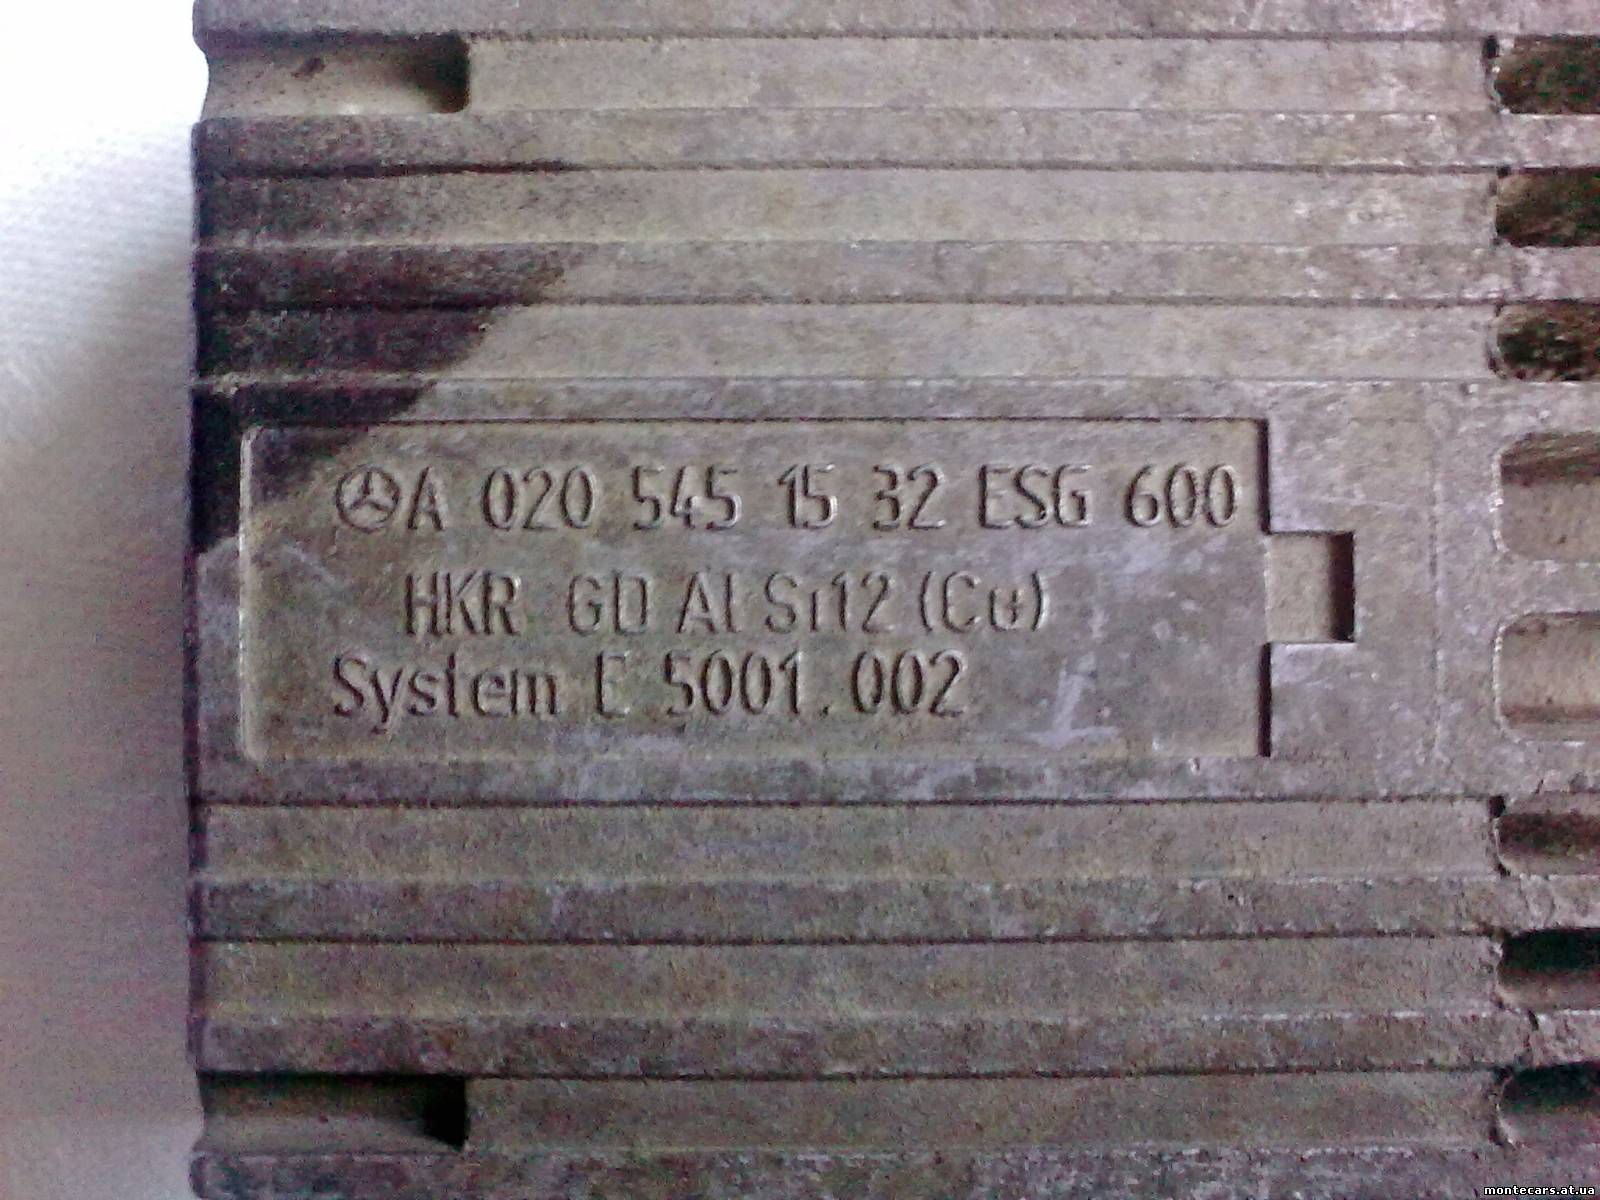 A 020 545 15 32 ESG 600
HKR GD Al Si12 (Cu)
System E 5001.002
montecars.at.ua